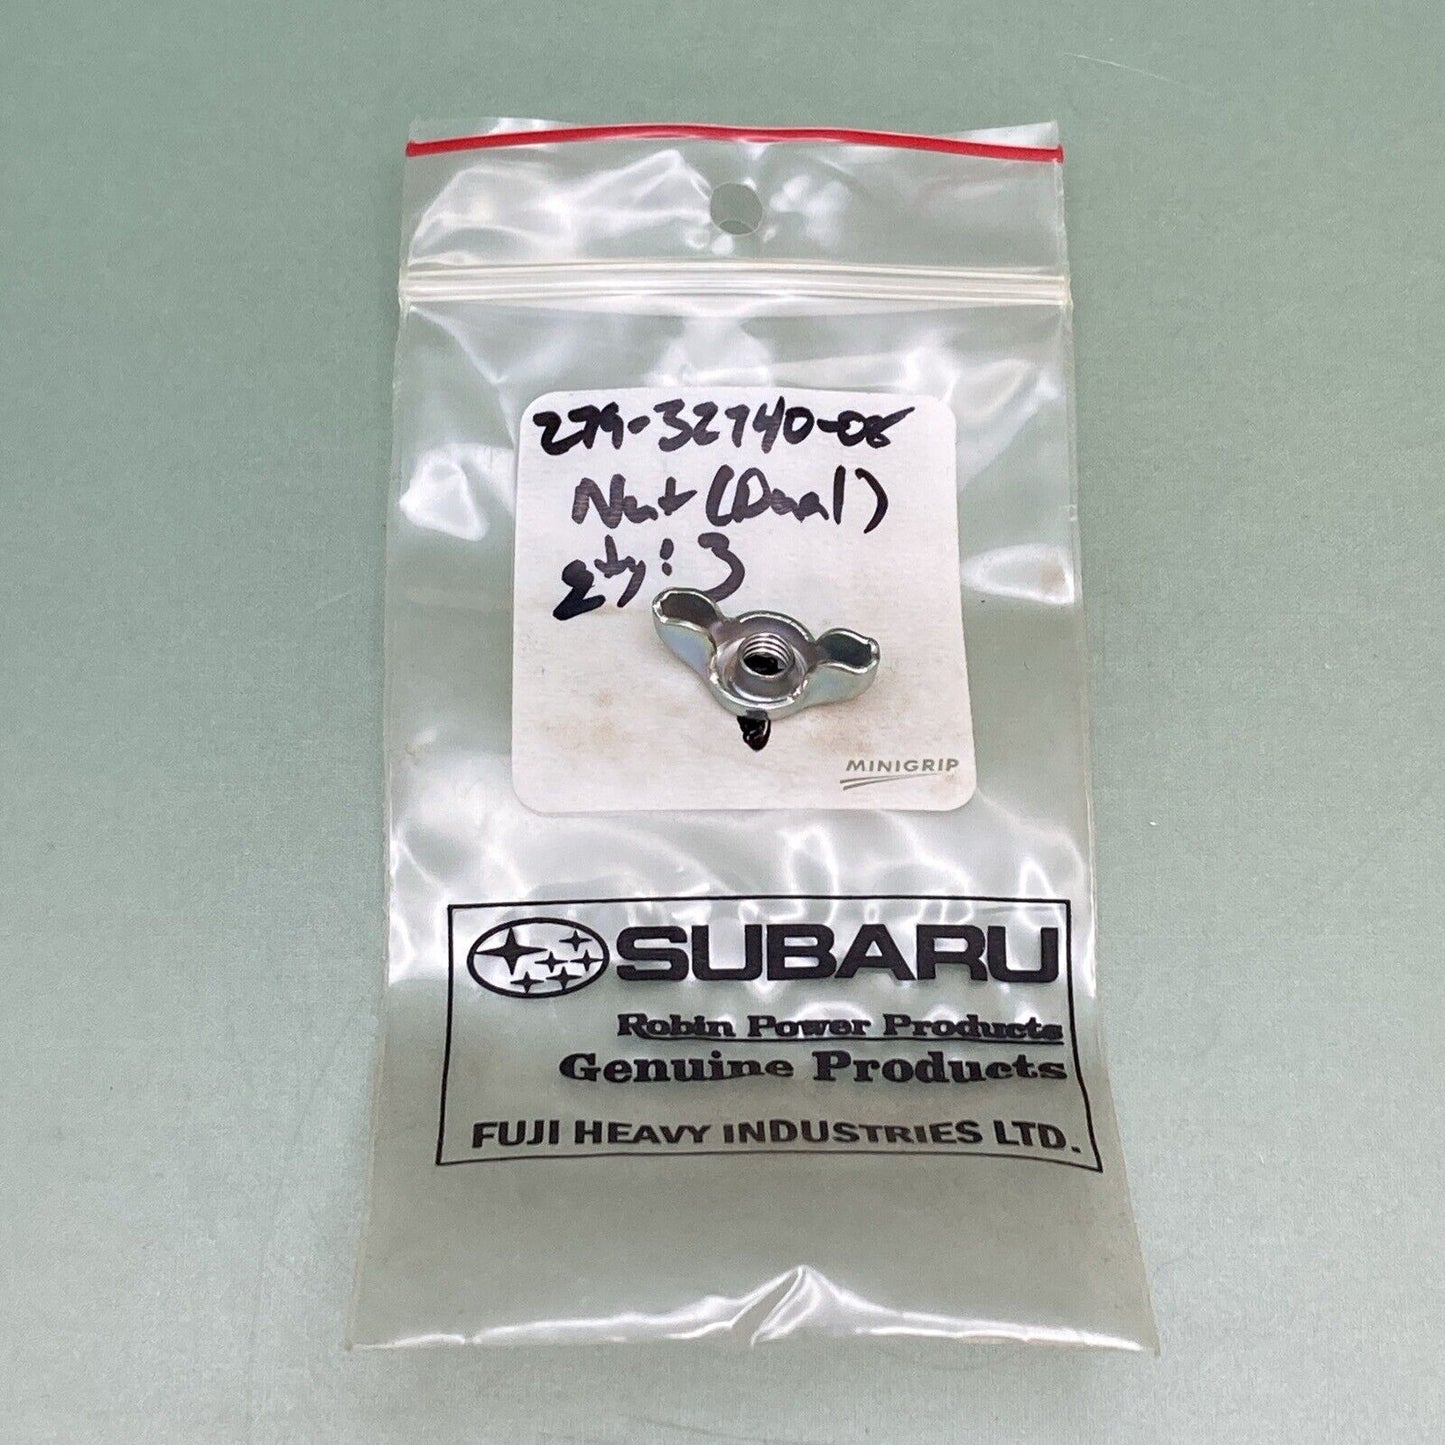 279-32740-08
Nut (Dual)
qty: 3
MINIGRIP
SUBARU
Robin Power Products
Genuine Products
FUJI HEAVY INDUSTRIES LTD.